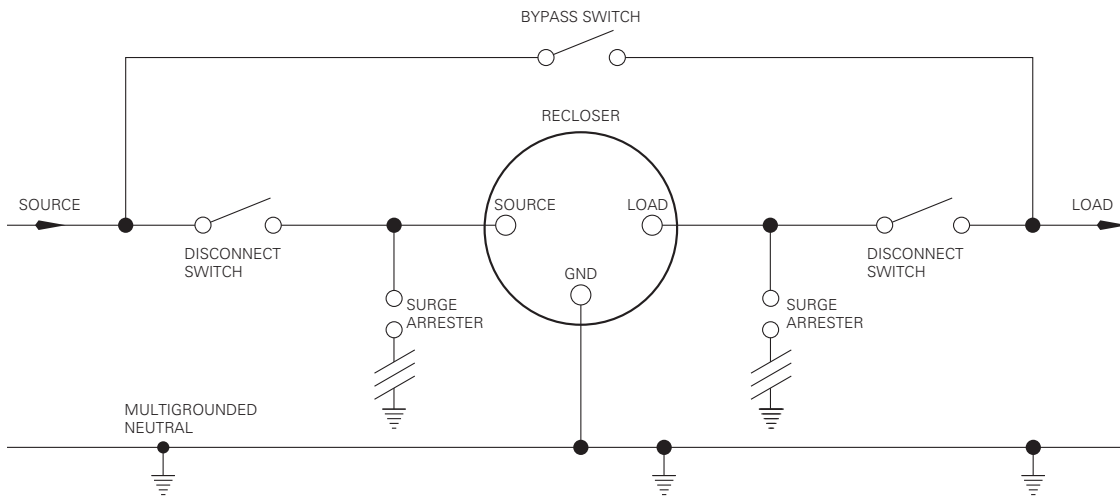 BYPASS SWITCH
RECLOSER
SOURCE
SOURCE
LOAD
LOAD
DISCONNECT
SWITCH
DISCONNECT
SWITCH
GND
SURGE
ARRESTER
SURGE
ARRESTER
MULTIGROUNDED
NEUTRAL